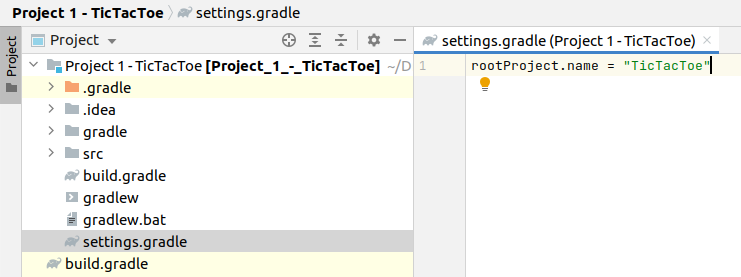 Project 1 - TicTacToe settings.gradle
Project
Project
settings.gradle (Project 1 - TicTacToe)
Project 1 - TicTacToe [Project_1_-_TicTacToe] ~/D
1 rootProject.name = "TicTacToe"
.gradle
.idea
gradle
src
build.gradle
gradlew
gradlew.bat
settings.gradle
build.gradle